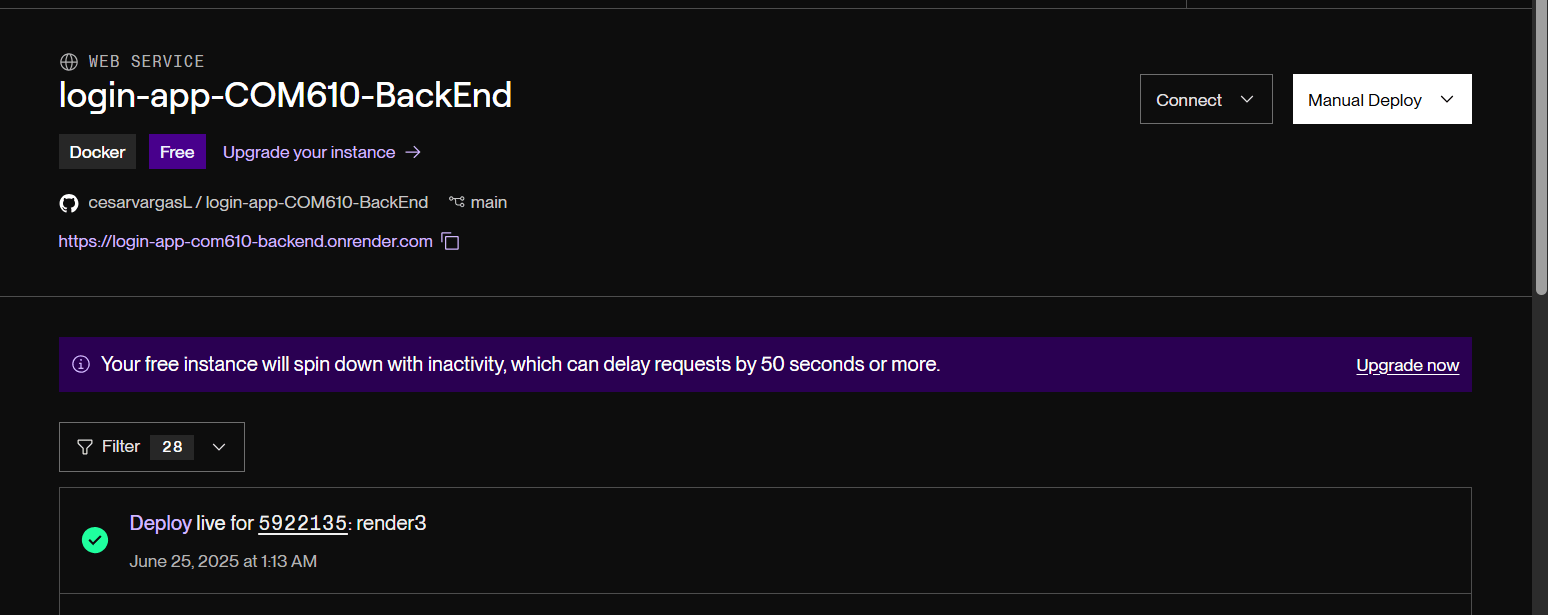 WEB SERVICE
login-app-COM610-BackEnd
Connect
Manual Deploy
Docker
Free
Upgrade your instance →
cesarvargasL / login-app-COM610-BackEnd
main
https://login-app-com610-backend.onrender.com
Your free instance will spin down with inactivity, which can delay requests by 50 seconds or more.
Upgrade now
Filter 28
Deploy live for 5922135: render3
June 25, 2025 at 1:13 AM